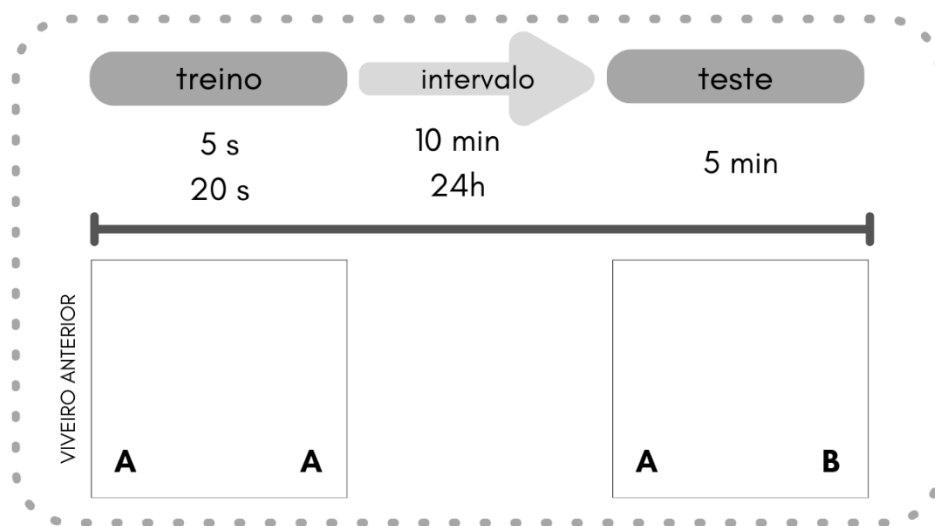 treino
intervalo
teste
5 s
20 s
10 min
24h
5 min
VIVEIRO ANTERIOR
A A
A B